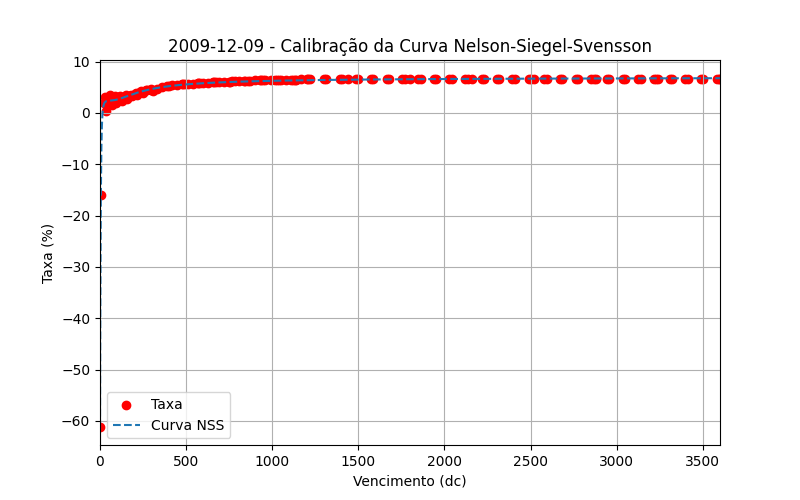 2009-12-09 - Calibração da Curva Nelson-Siegel-Svensson
10
0
−10
−20
−30
−40
−50
−60
Taxa (%)
Taxa
Curva NSS
0 500 1000 1500 2000 2500 3000 3500
Vencimento (dc)